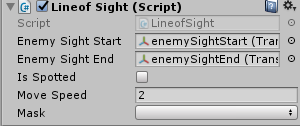 Lineof Sight (Script)
Script LineofSight
Enemy Sight Start enemySightStart (Tran
Enemy Sight End enemySightEnd (Trans
Is Spotted
Move Speed 2
Mask